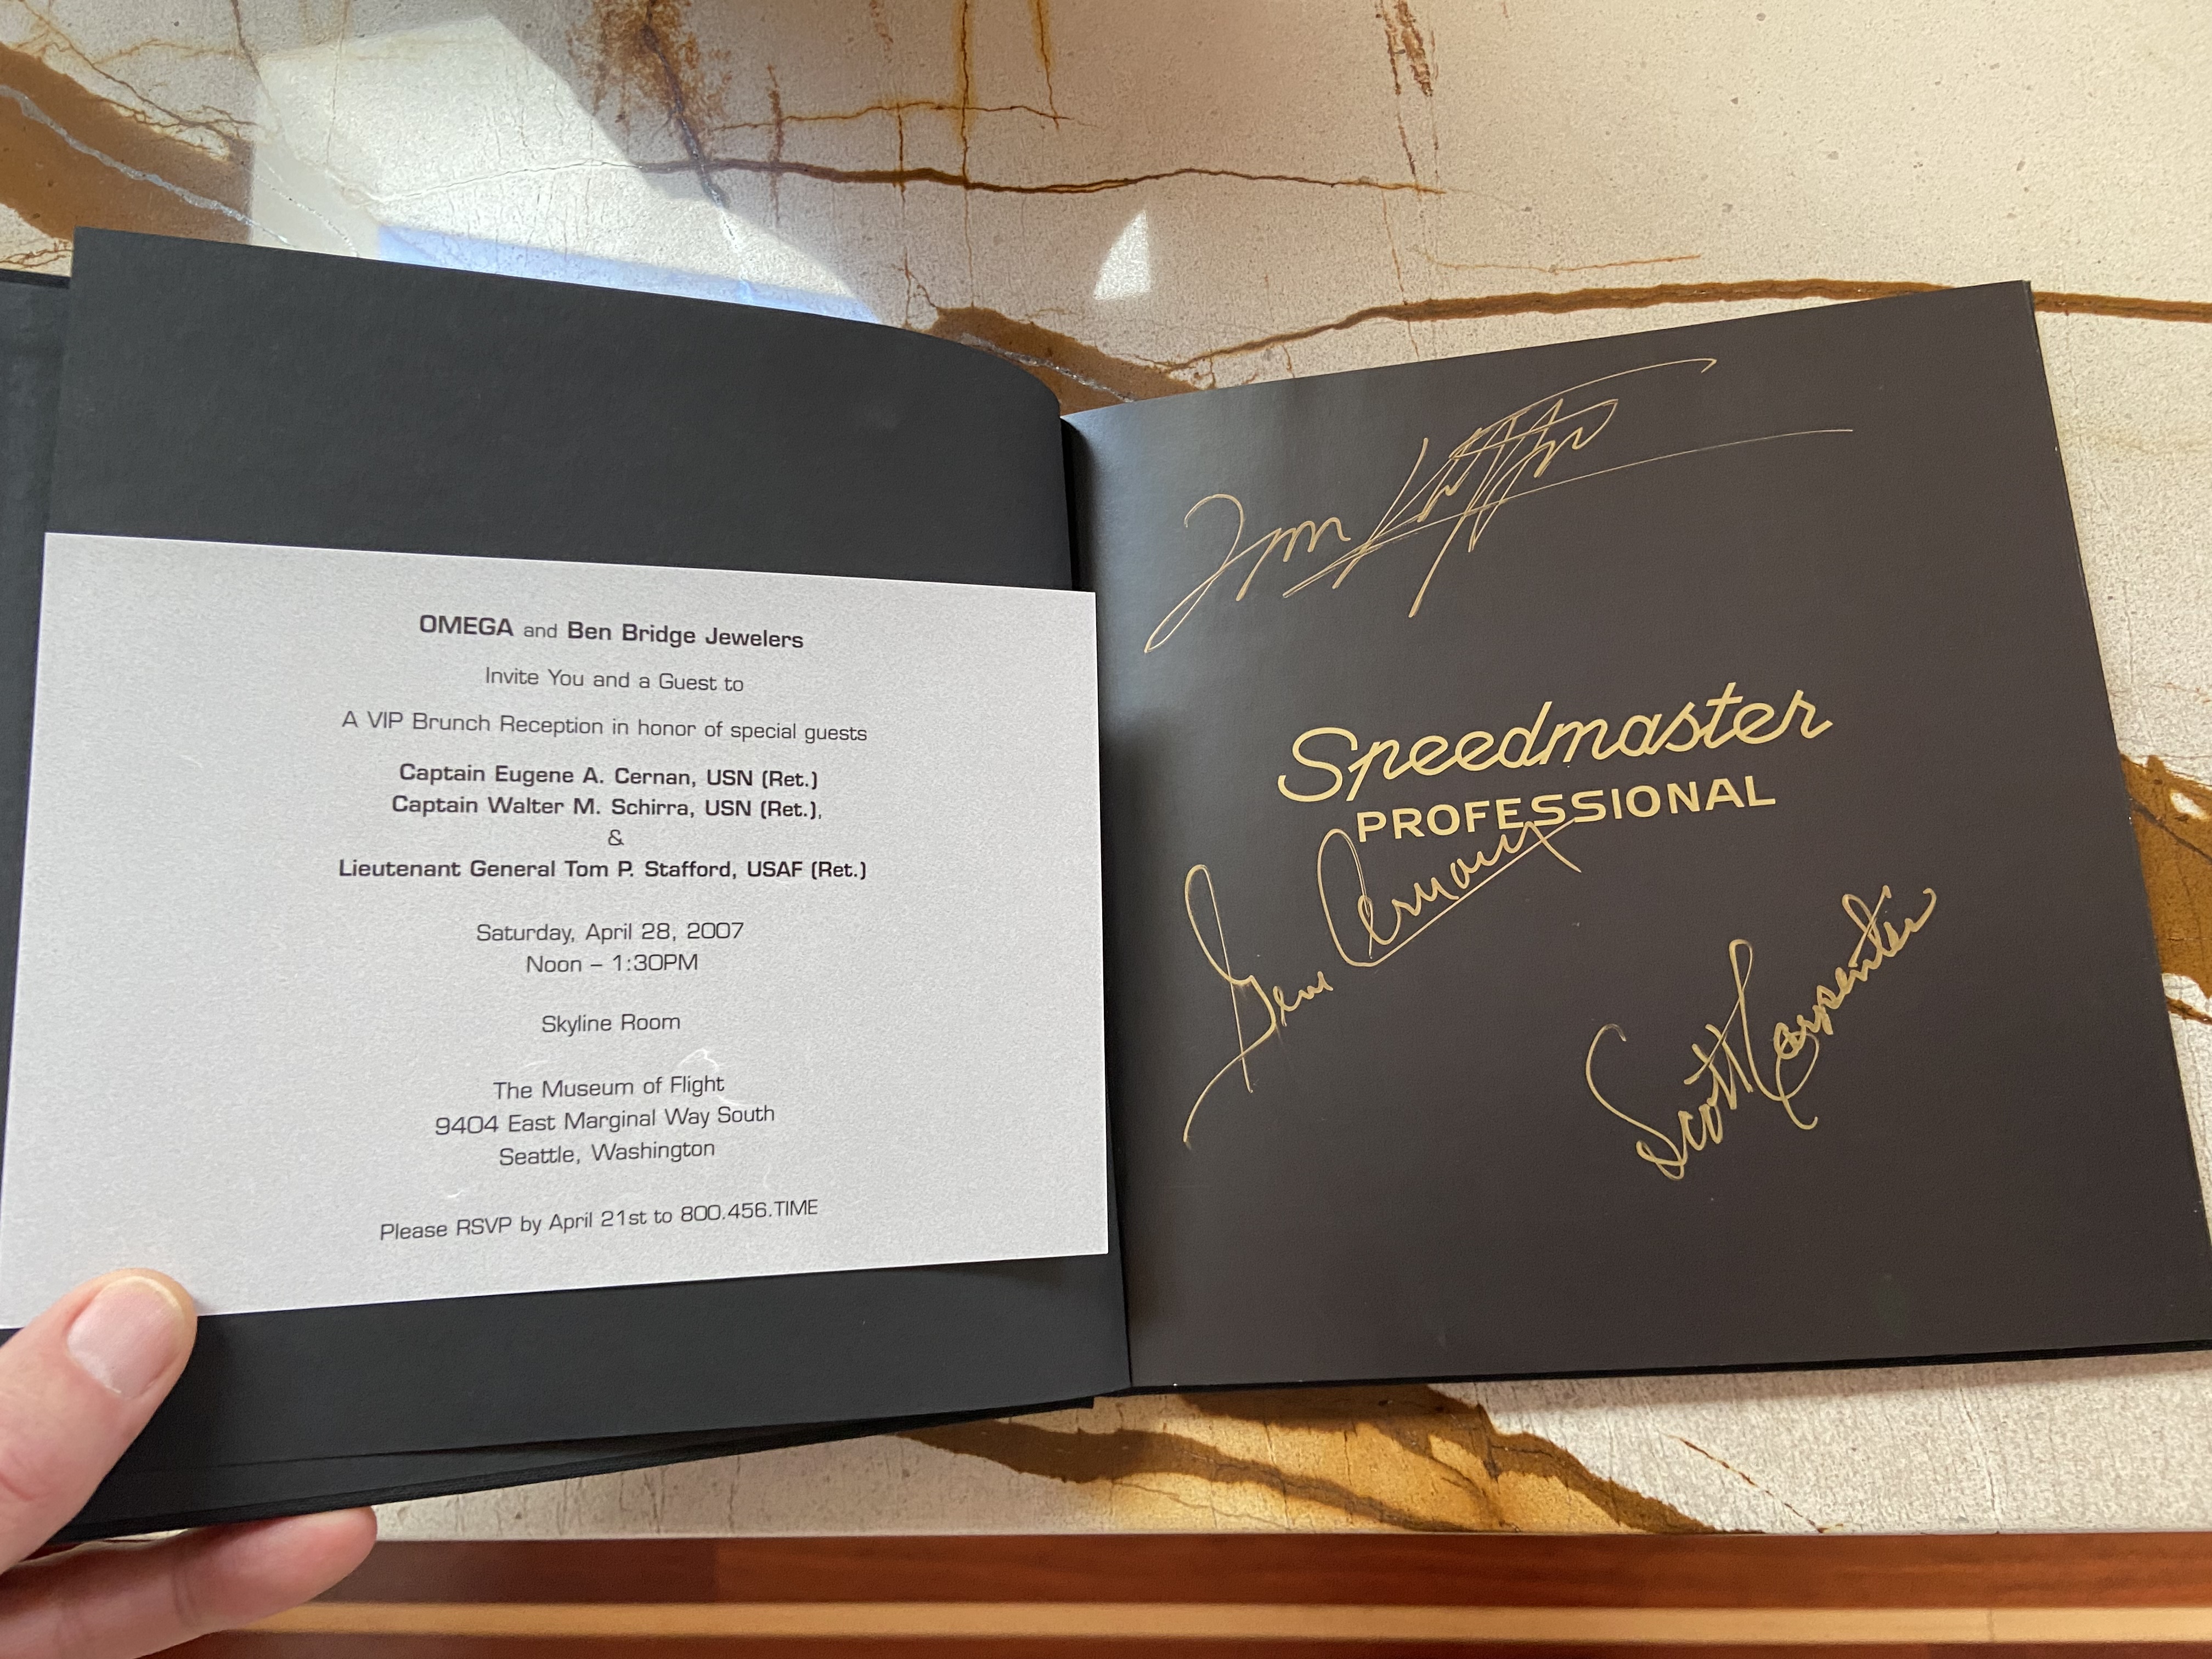 OMEGA and Ben Bridge Jewelers
Invite You and a Guest to
A VIP Brunch Reception in honor of special guests
Captain Eugene A. Cernan, USN (Ret.)
Captain Walter M. Schirra, USN (Ret.),
&
Lieutenant General Tom P. Stafford, USAF (Ret.)
Saturday, April 28, 2007
Noon – 1:30PM
Skyline Room
The Museum of Flight
9404 East Marginal Way South
Seattle, Washington
Please RSVP by April 21st to 800.456.TIME
Tom
Speedmaster
PROFESSIONAL
Gene Cernan
Scott Carpenter